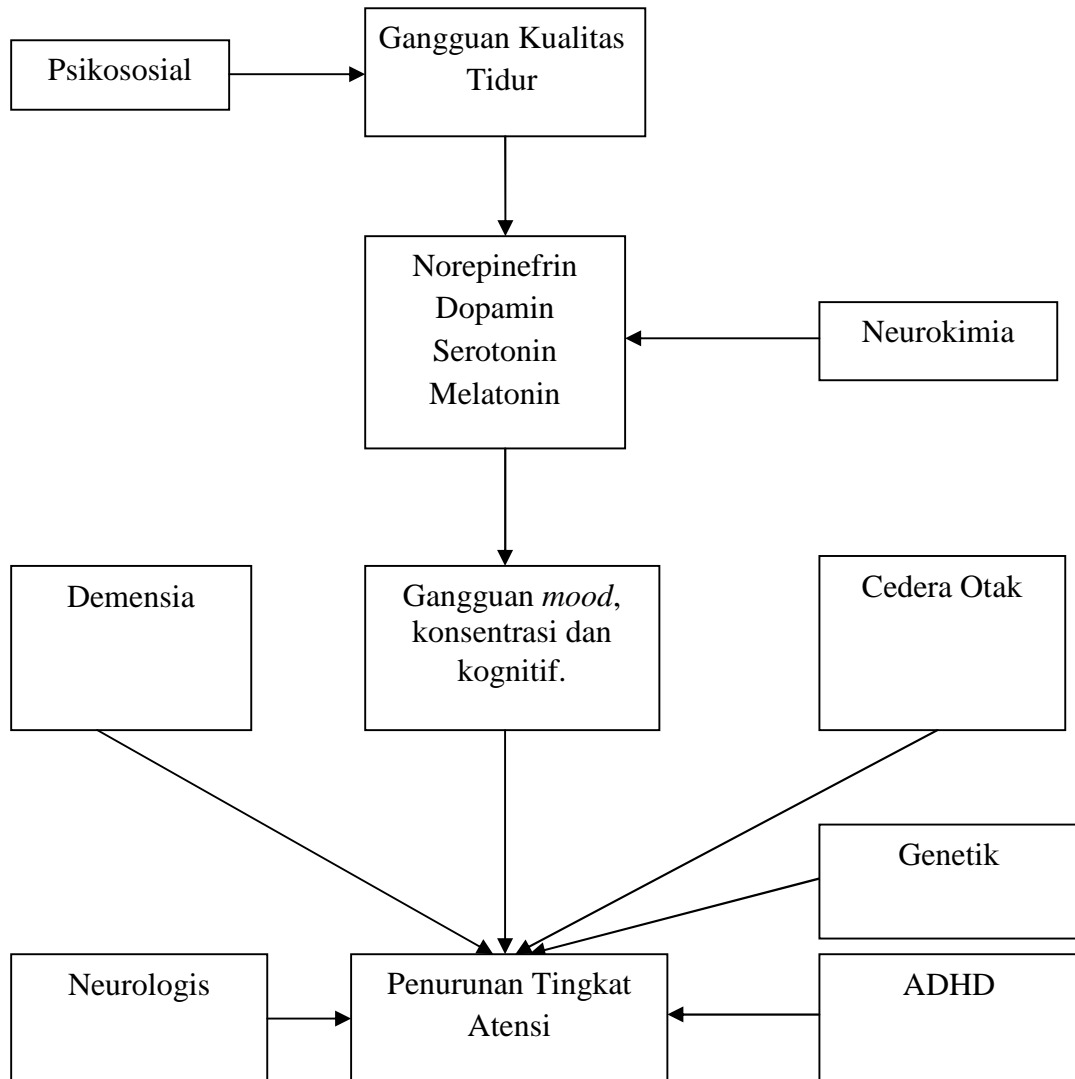 Psikososial
Gangguan Kualitas
Tidur
Norepinefrin
Dopamin
Serotonin
Melatonin
Neurokimia
Demensia
Gangguan mood,
konsentrasi dan
kognitif.
Cedera Otak
Genetik
Neurologis
Penurunan Tingkat
Atensi
ADHD